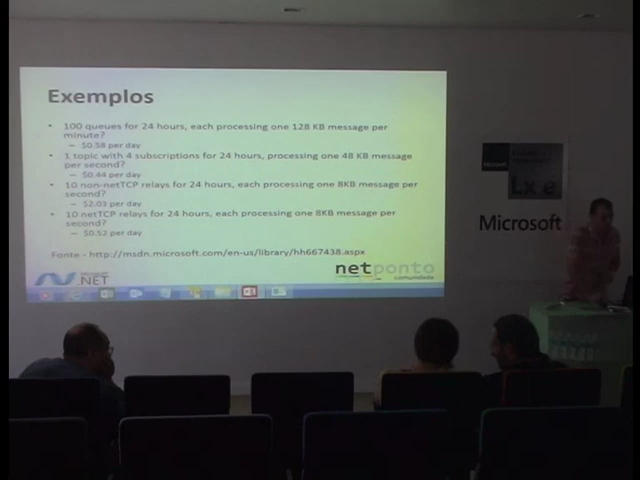 Exemplos
• 100 queues for 24 hours, each processing one 128 KB message per
minute?
– $0.58 per day
• 1 topic with 4 subscriptions for 24 hours, processing one 48 KB message
per second?
– $0.44 per day
• 10 non-netTCP relays for 24 hours, each processing one 8KB message per
second?
– $2.03 per day
• 10 netTCP relays for 24 hours, each processing one 8KB message per
second?
– $0.52 per day
Fonte - http://msdn.microsoft.com/en-us/library/hh667438.aspx
Microsoft
.NET
netponto
comunidade
Lx e
Microsoft